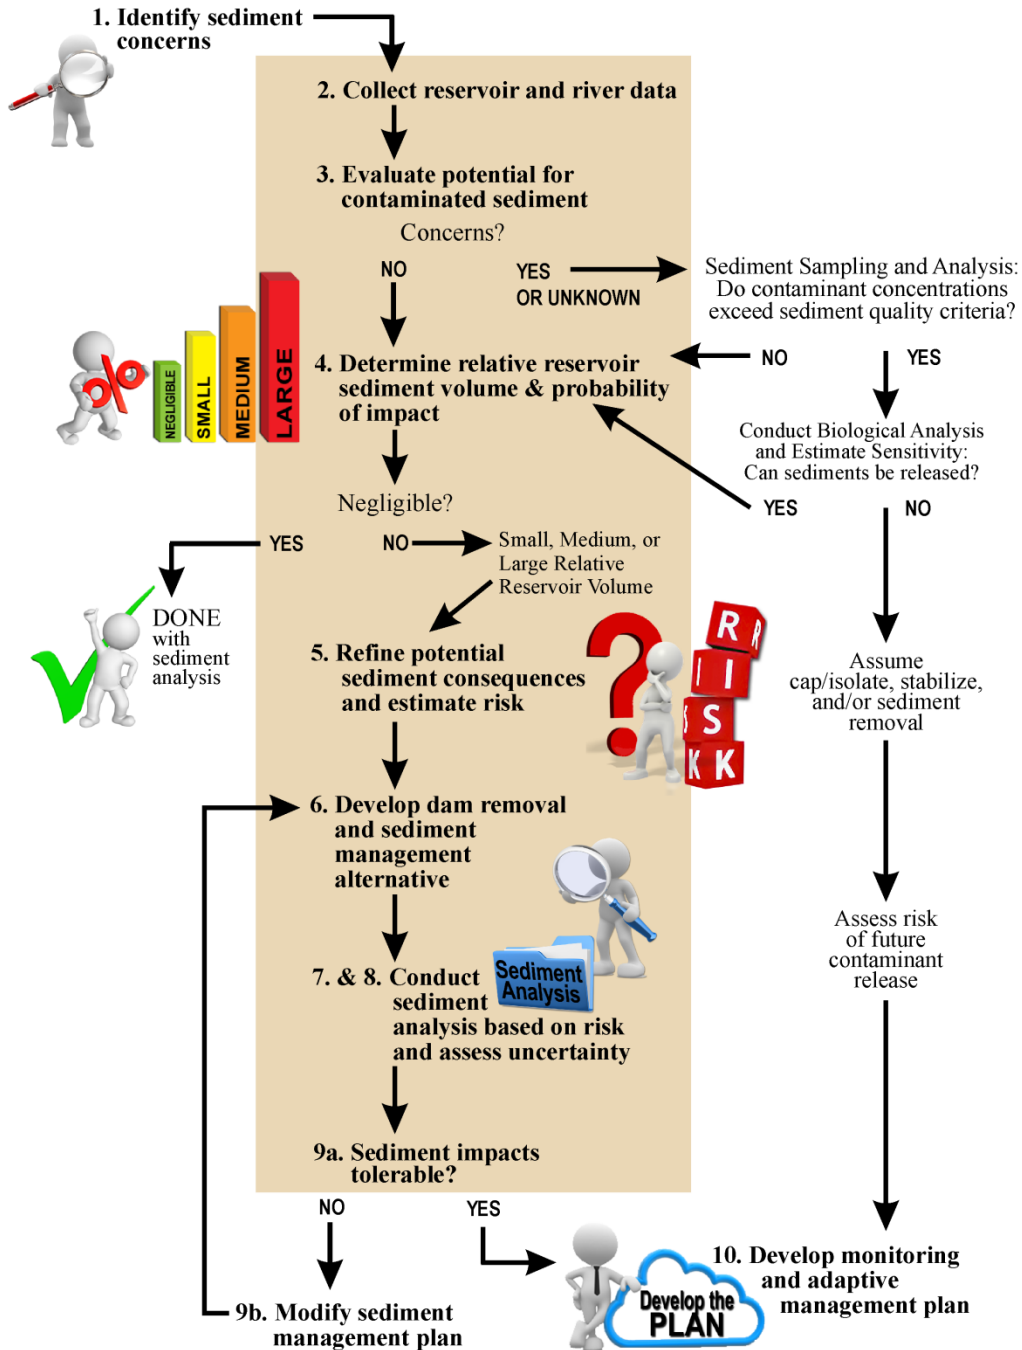 1. Identify sediment
concerns
2. Collect reservoir and river data
3. Evaluate potential for
contaminated sediment
Concerns?
NO
YES
OR UNKNOWN
Sediment Sampling and Analysis:
Do contaminant concentrations
exceed sediment quality criteria?
NO
YES
%
NEGLIGIBLE
SMALL
MEDIUM
LARGE
4. Determine relative reservoir
sediment volume & probability
of impact
Conduct Biological Analysis
and Estimate Sensitivity:
Can sediments be released?
YES
NO
Negligible?
YES
NO
Small, Medium, or
Large Relative
Reservoir Volume
DONE
with
sediment
analysis
5. Refine potential
sediment consequences
and estimate risk
?
R R
I I
S S
K K
Assume
cap/isolate, stabilize,
and/or sediment
removal
6. Develop dam removal
and sediment
management
alternative
Assess risk
of future
contaminant
release
Sediment
Analysis
7. & 8. Conduct
sediment
analysis based on risk
and assess uncertainty
9a. Sediment impacts
tolerable?
NO
YES
9b. Modify sediment
management plan
Develop the
PLAN
10. Develop monitoring
and adaptive
management plan